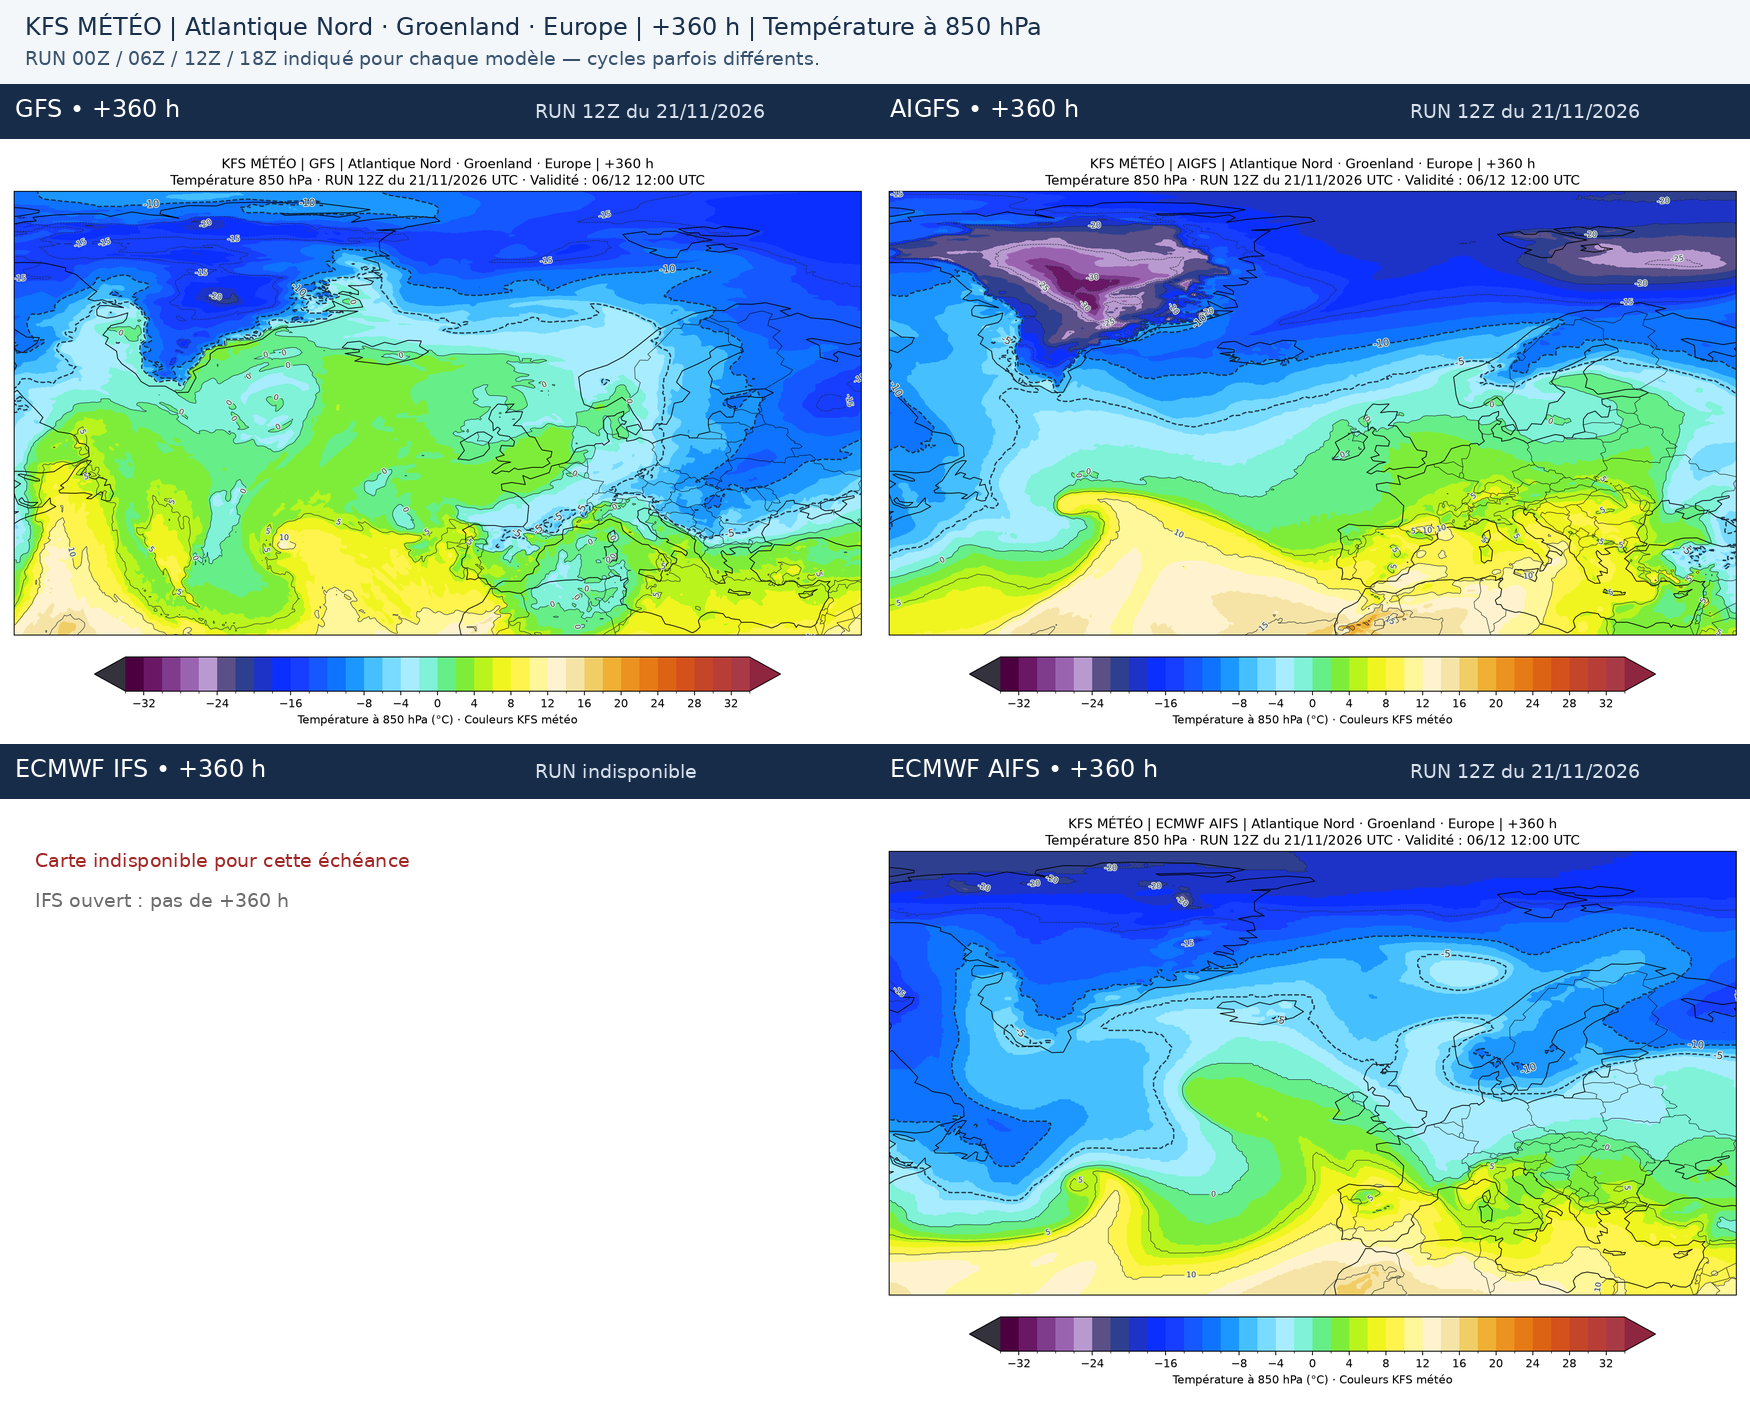 KFS MÉTÉO | Atlantique Nord · Groenland · Europe | +360 h | Température à 850 hPa
RUN 00Z / 06Z / 12Z / 18Z indiqué pour chaque modèle — cycles parfois différents.
GFS • +360 h
RUN 12Z du 21/11/2026
AIGFS • +360 h
RUN 12Z du 21/11/2026
KFS MÉTÉO | GFS | Atlantique Nord · Groenland · Europe | +360 h
Température 850 hPa · RUN 12Z du 21/11/2026 UTC · Validité : 06/12 12:00 UTC
KFS MÉTÉO | AIGFS | Atlantique Nord · Groenland · Europe | +360 h
Température 850 hPa · RUN 12Z du 21/11/2026 UTC · Validité : 06/12 12:00 UTC
−32 −24 −16 −8 −4 0 4 8 12 16 20 24 28 32
Température à 850 hPa (°C) · Couleurs KFS météo
−32 −24 −16 −8 −4 0 4 8 12 16 20 24 28 32
Température à 850 hPa (°C) · Couleurs KFS météo
ECMWF IFS • +360 h
RUN indisponible
ECMWF AIFS • +360 h
RUN 12Z du 21/11/2026
Carte indisponible pour cette échéance
IFS ouvert : pas de +360 h
KFS MÉTÉO | ECMWF AIFS | Atlantique Nord · Groenland · Europe | +360 h
Température 850 hPa · RUN 12Z du 21/11/2026 UTC · Validité : 06/12 12:00 UTC
−32 −24 −16 −8 −4 0 4 8 12 16 20 24 28 32
Température à 850 hPa (°C) · Couleurs KFS météo